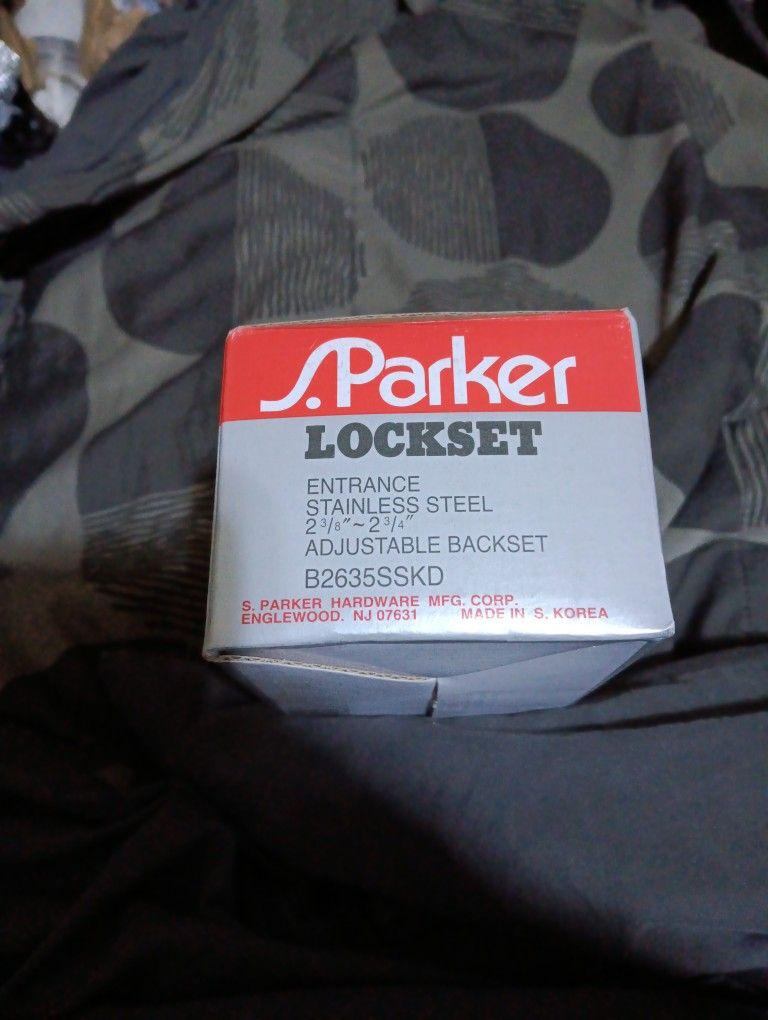 S.Parker
LOCKSET
ENTRANCE
STAINLESS STEEL
2 3/8"~2 3/4"
ADJUSTABLE BACKSET
B2635SSKD
S. PARKER HARDWARE MFG. CORP.
ENGLEWOOD. NJ 07631 MADE IN S. KOREA